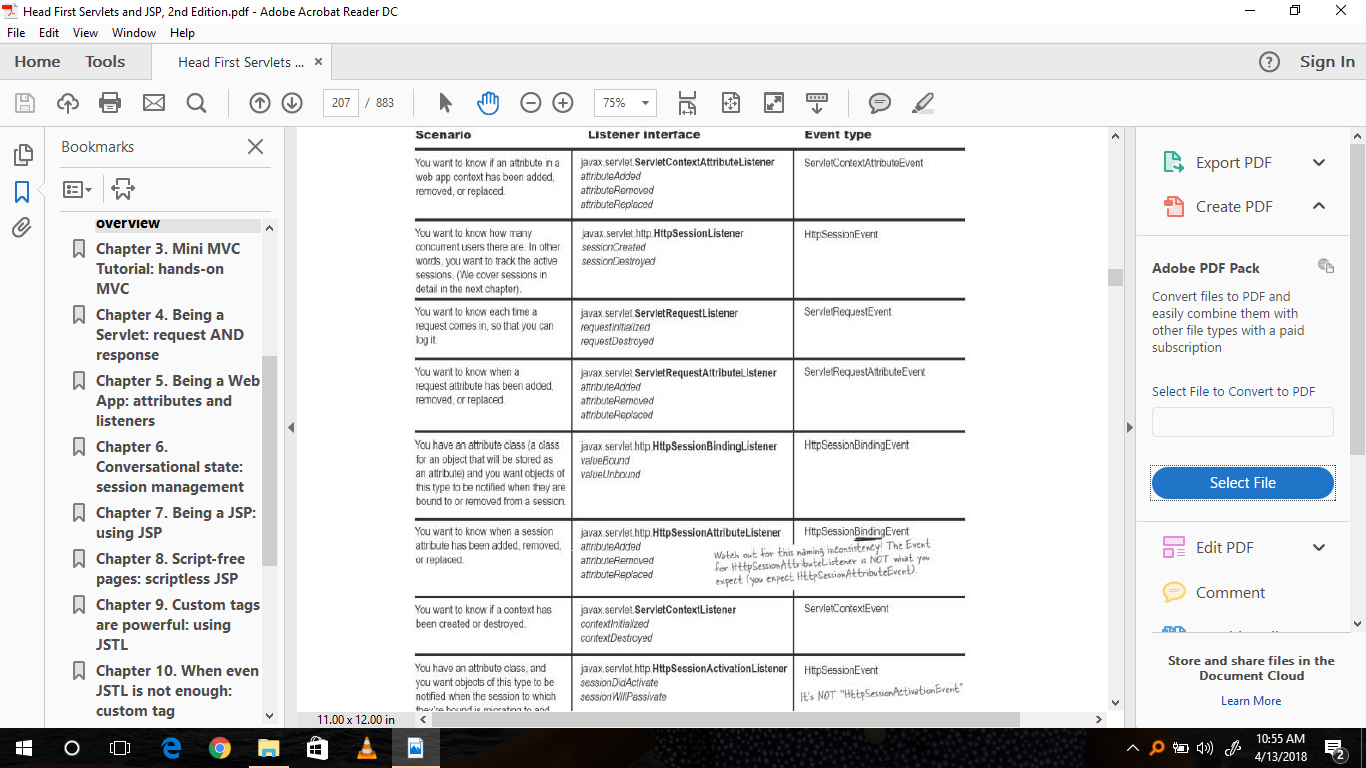 Head First Servlets and JSP, 2nd Edition.pdf - Adobe Acrobat Reader DC
File Edit View Window Help
Home Tools Head First Servlets ... × Sign In
207 / 883 75%
Bookmarks
overview
Chapter 3. Mini MVC
Tutorial: hands-on
MVC
Chapter 4. Being a
Servlet: request AND
response
Chapter 5. Being a Web
App: attributes and
listeners
Chapter 6.
Conversational state:
session management
Chapter 7. Being a JSP:
using JSP
Chapter 8. Script-free
pages: scriptless JSP
Chapter 9. Custom tags
are powerful: using
JSTL
Chapter 10. When even
JSTL is not enough:
custom tag
Scenario Listener interface Event type
You want to know if an attribute in a
web app context has been added,
removed, or replaced.
javax.servlet.ServletContextAttributeListener
attributeAdded
attributeRemoved
attributeReplaced
ServletContextAttributeEvent
You want to know how many
concurrent users there are. In other
words, you want to track the active
sessions. (We cover sessions in
detail in the next chapter).
javax.servlet.http.HttpSessionListener
sessionCreated
sessionDestroyed
HttpSessionEvent
You want to know each time a
request comes in, so that you can
log it.
javax.servlet.ServletRequestListener
requestInitialized
requestDestroyed
ServletRequestEvent
You want to know when a
request attribute has been added,
removed, or replaced.
javax.servlet.ServletRequestAttributeListener
attributeAdded
attributeRemoved
attributeReplaced
ServletRequestAttributeEvent
You have an attribute class (a class
for an object that will be stored as
an attribute) and you want objects of
this type to be notified when they are
bound to or removed from a session.
javax.servlet.http.HttpSessionBindingListener
valueBound
valueUnbound
HttpSessionBindingEvent
You want to know when a session
attribute has been added, removed,
or replaced.
javax.servlet.http.HttpSessionAttributeListener
attributeAdded
attributeRemoved
attributeReplaced
HttpSessionBindingEvent
Watch out for this naming inconsistency! The Event
for HttpSessionAttributeListener is NOT what you
expect (you expect HttpSessionAttributeEvent).
You want to know if a context has
been created or destroyed.
javax.servlet.ServletContextListener
contextInitialized
contextDestroyed
ServletContextEvent
You have an attribute class, and
you want objects of this type to be
notified when the session to which
they're bound is migrating to and
javax.servlet.http.HttpSessionActivationListener
sessionDidActivate
sessionWillPassivate
HttpSessionEvent
It's NOT "HttpSessionActivationEvent"
11.00 x 12.00 in
Export PDF
Create PDF
Adobe PDF Pack
Convert files to PDF and
easily combine them with
other file types with a paid
subscription
Select File to Convert to PDF
Select File
Edit PDF
Comment
Store and share files in the
Document Cloud
Learn More
10:55 AM
4/13/2018
2